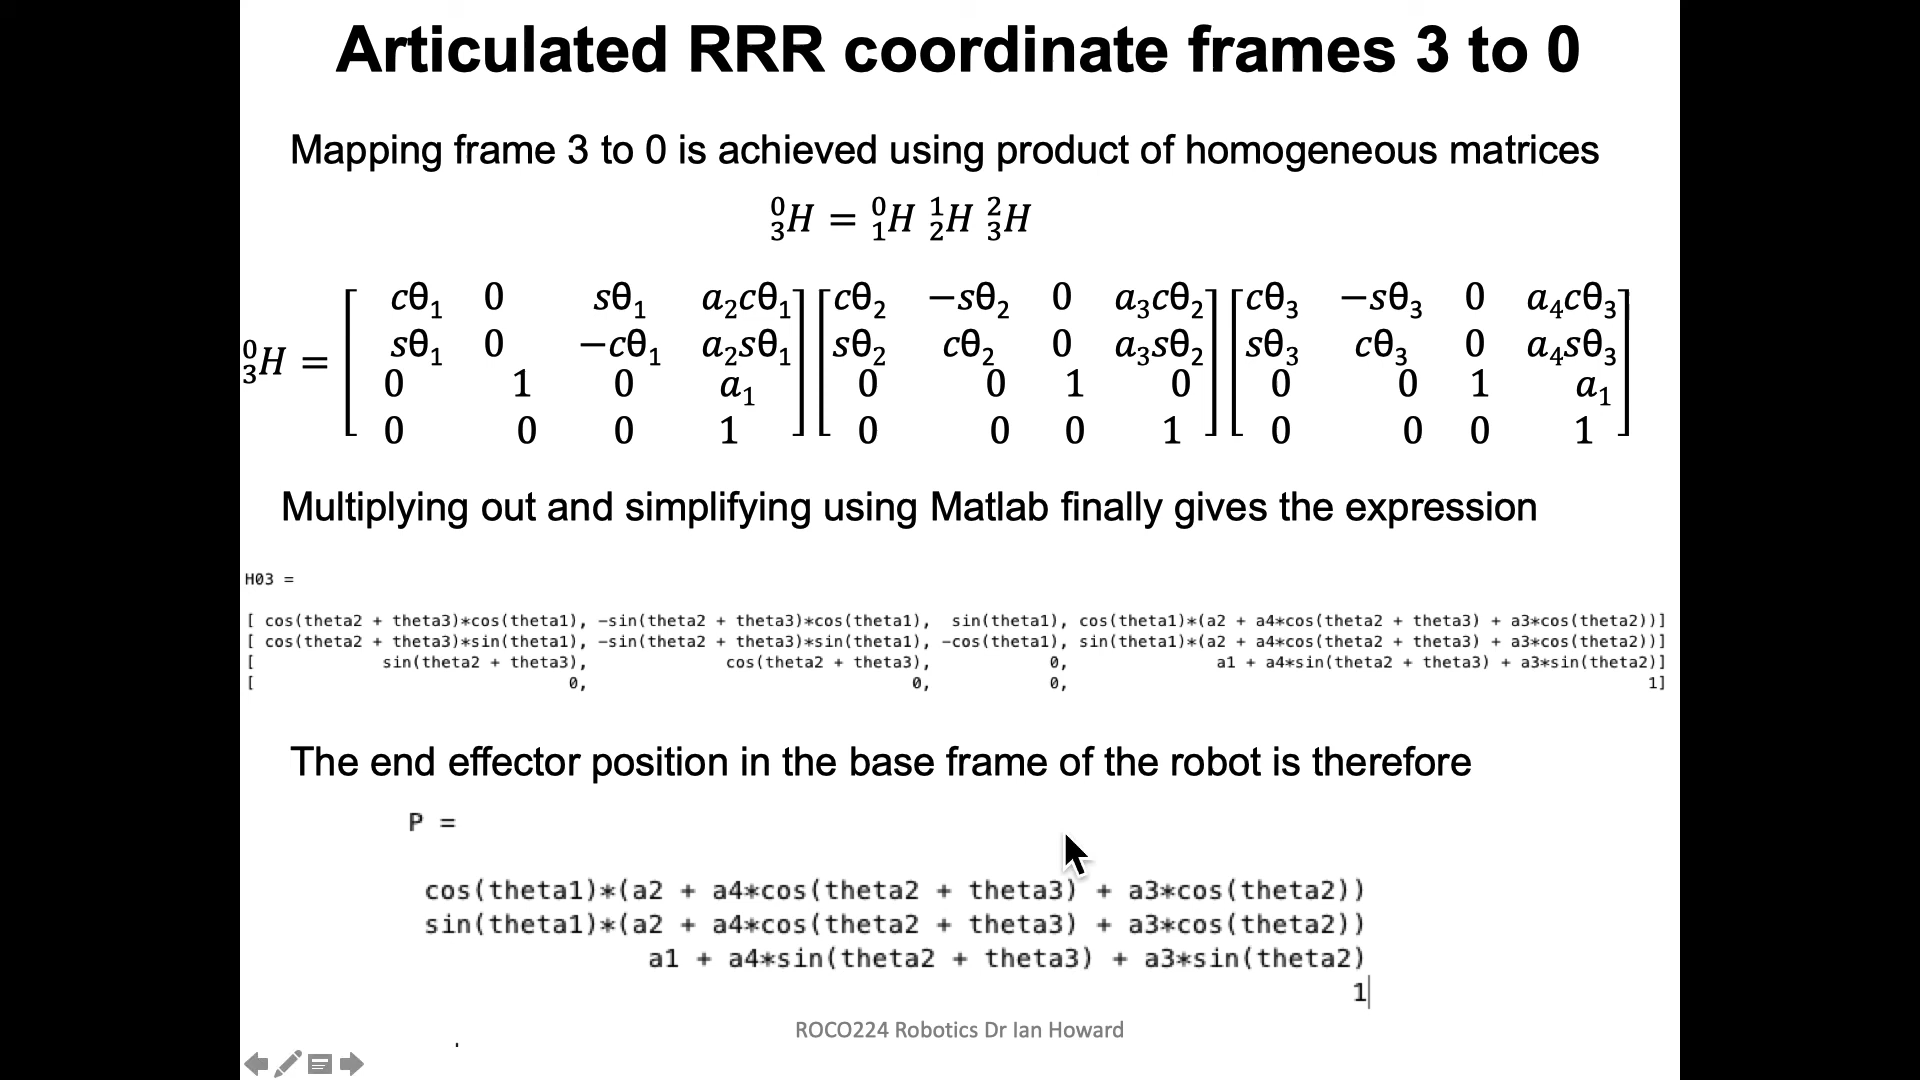 Articulated RRR coordinate frames 3 to 0
Mapping frame 3 to 0 is achieved using product of homogeneous matrices
⁰₃H = ⁰₁H ¹₂H ²₃H
⁰₃H = [cθ₁ 0 sθ₁ a₂cθ₁] [cθ₂ −sθ₂ 0 a₃cθ₂] [cθ₃ −sθ₃ 0 a₄cθ₃]
[sθ₁ 0 −cθ₁ a₂sθ₁] [sθ₂ cθ₂ 0 a₃sθ₂] [sθ₃ cθ₃ 0 a₄sθ₃]
[0 1 0 a₁] [0 0 1 0] [0 0 1 a₁]
[0 0 0 1] [0 0 0 1] [0 0 0 1]
Multiplying out and simplifying using Matlab finally gives the expression
H03 =
[ cos(theta2 + theta3)*cos(theta1), -sin(theta2 + theta3)*cos(theta1), sin(theta1), cos(theta1)*(a2 + a4*cos(theta2 + theta3) + a3*cos(theta2))]
[ cos(theta2 + theta3)*sin(theta1), -sin(theta2 + theta3)*sin(theta1), -cos(theta1), sin(theta1)*(a2 + a4*cos(theta2 + theta3) + a3*cos(theta2))]
[ sin(theta2 + theta3), cos(theta2 + theta3), 0, a1 + a4*sin(theta2 + theta3) + a3*sin(theta2)]
[ 0, 0, 0, 1]
The end effector position in the base frame of the robot is therefore
P =
cos(theta1)*(a2 + a4*cos(theta2 + theta3) + a3*cos(theta2))
sin(theta1)*(a2 + a4*cos(theta2 + theta3) + a3*cos(theta2))
a1 + a4*sin(theta2 + theta3) + a3*sin(theta2)
1
ROCO224 Robotics Dr Ian Howard